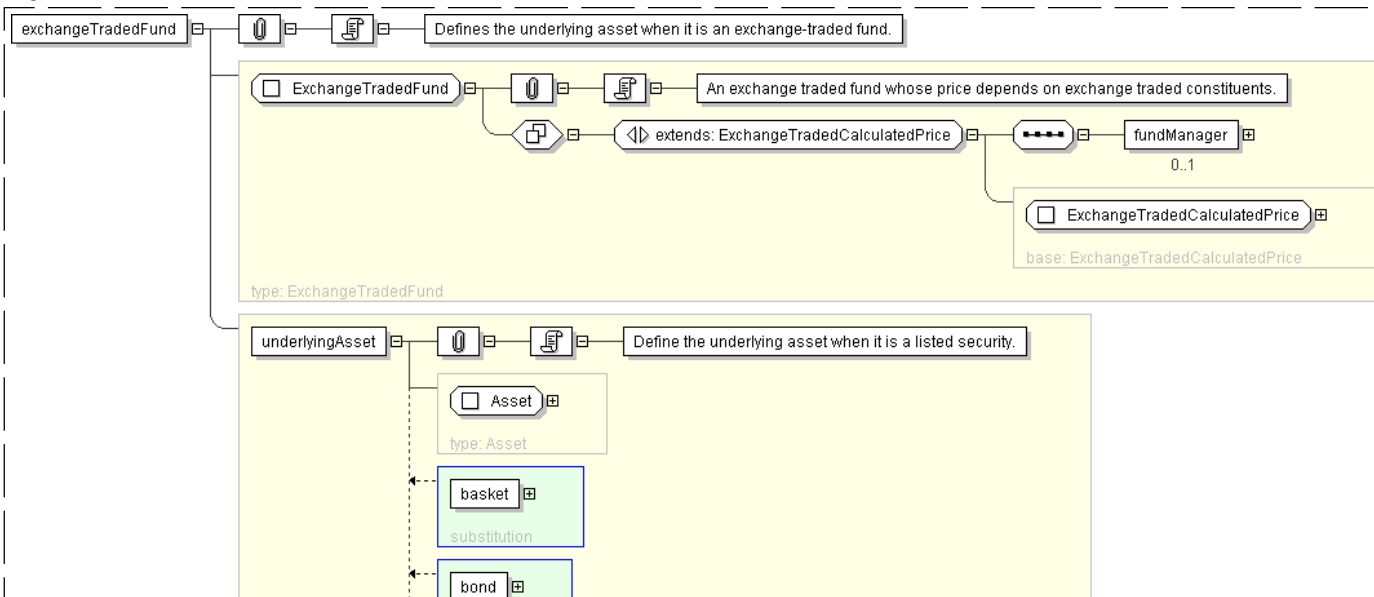 exchangeTradedFund
Defines the underlying asset when it is an exchange-traded fund.
ExchangeTradedFund
An exchange traded fund whose price depends on exchange traded constituents.
extends: ExchangeTradedCalculatedPrice
fundManager
0..1
ExchangeTradedCalculatedPrice
base: ExchangeTradedCalculatedPrice
type: ExchangeTradedFund
underlyingAsset
Define the underlying asset when it is a listed security.
Asset
type: Asset
basket
substitution
bond